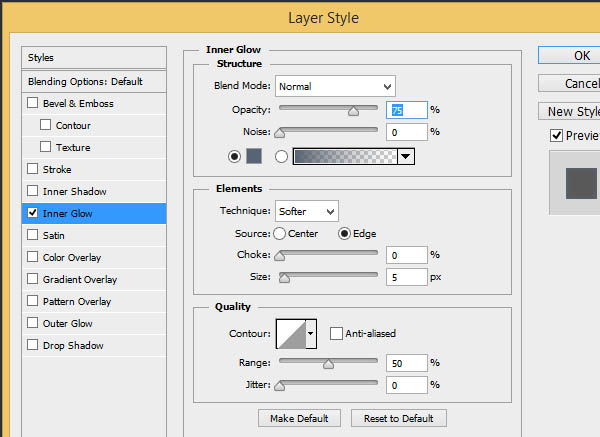 Layer Style
Styles
Blending Options: Default
Bevel & Emboss
Contour
Texture
Stroke
Inner Shadow
Inner Glow
Satin
Color Overlay
Gradient Overlay
Pattern Overlay
Outer Glow
Drop Shadow
Inner Glow
Structure
Blend Mode: Normal
Opacity: 75 %
Noise: 0 %
Elements
Technique: Softer
Source: Center Edge
Choke: 0 %
Size: 5 px
Quality
Contour: Anti-aliased
Range: 50 %
Jitter: 0 %
Make Default Reset to Default
OK
Cancel
New Style
Preview